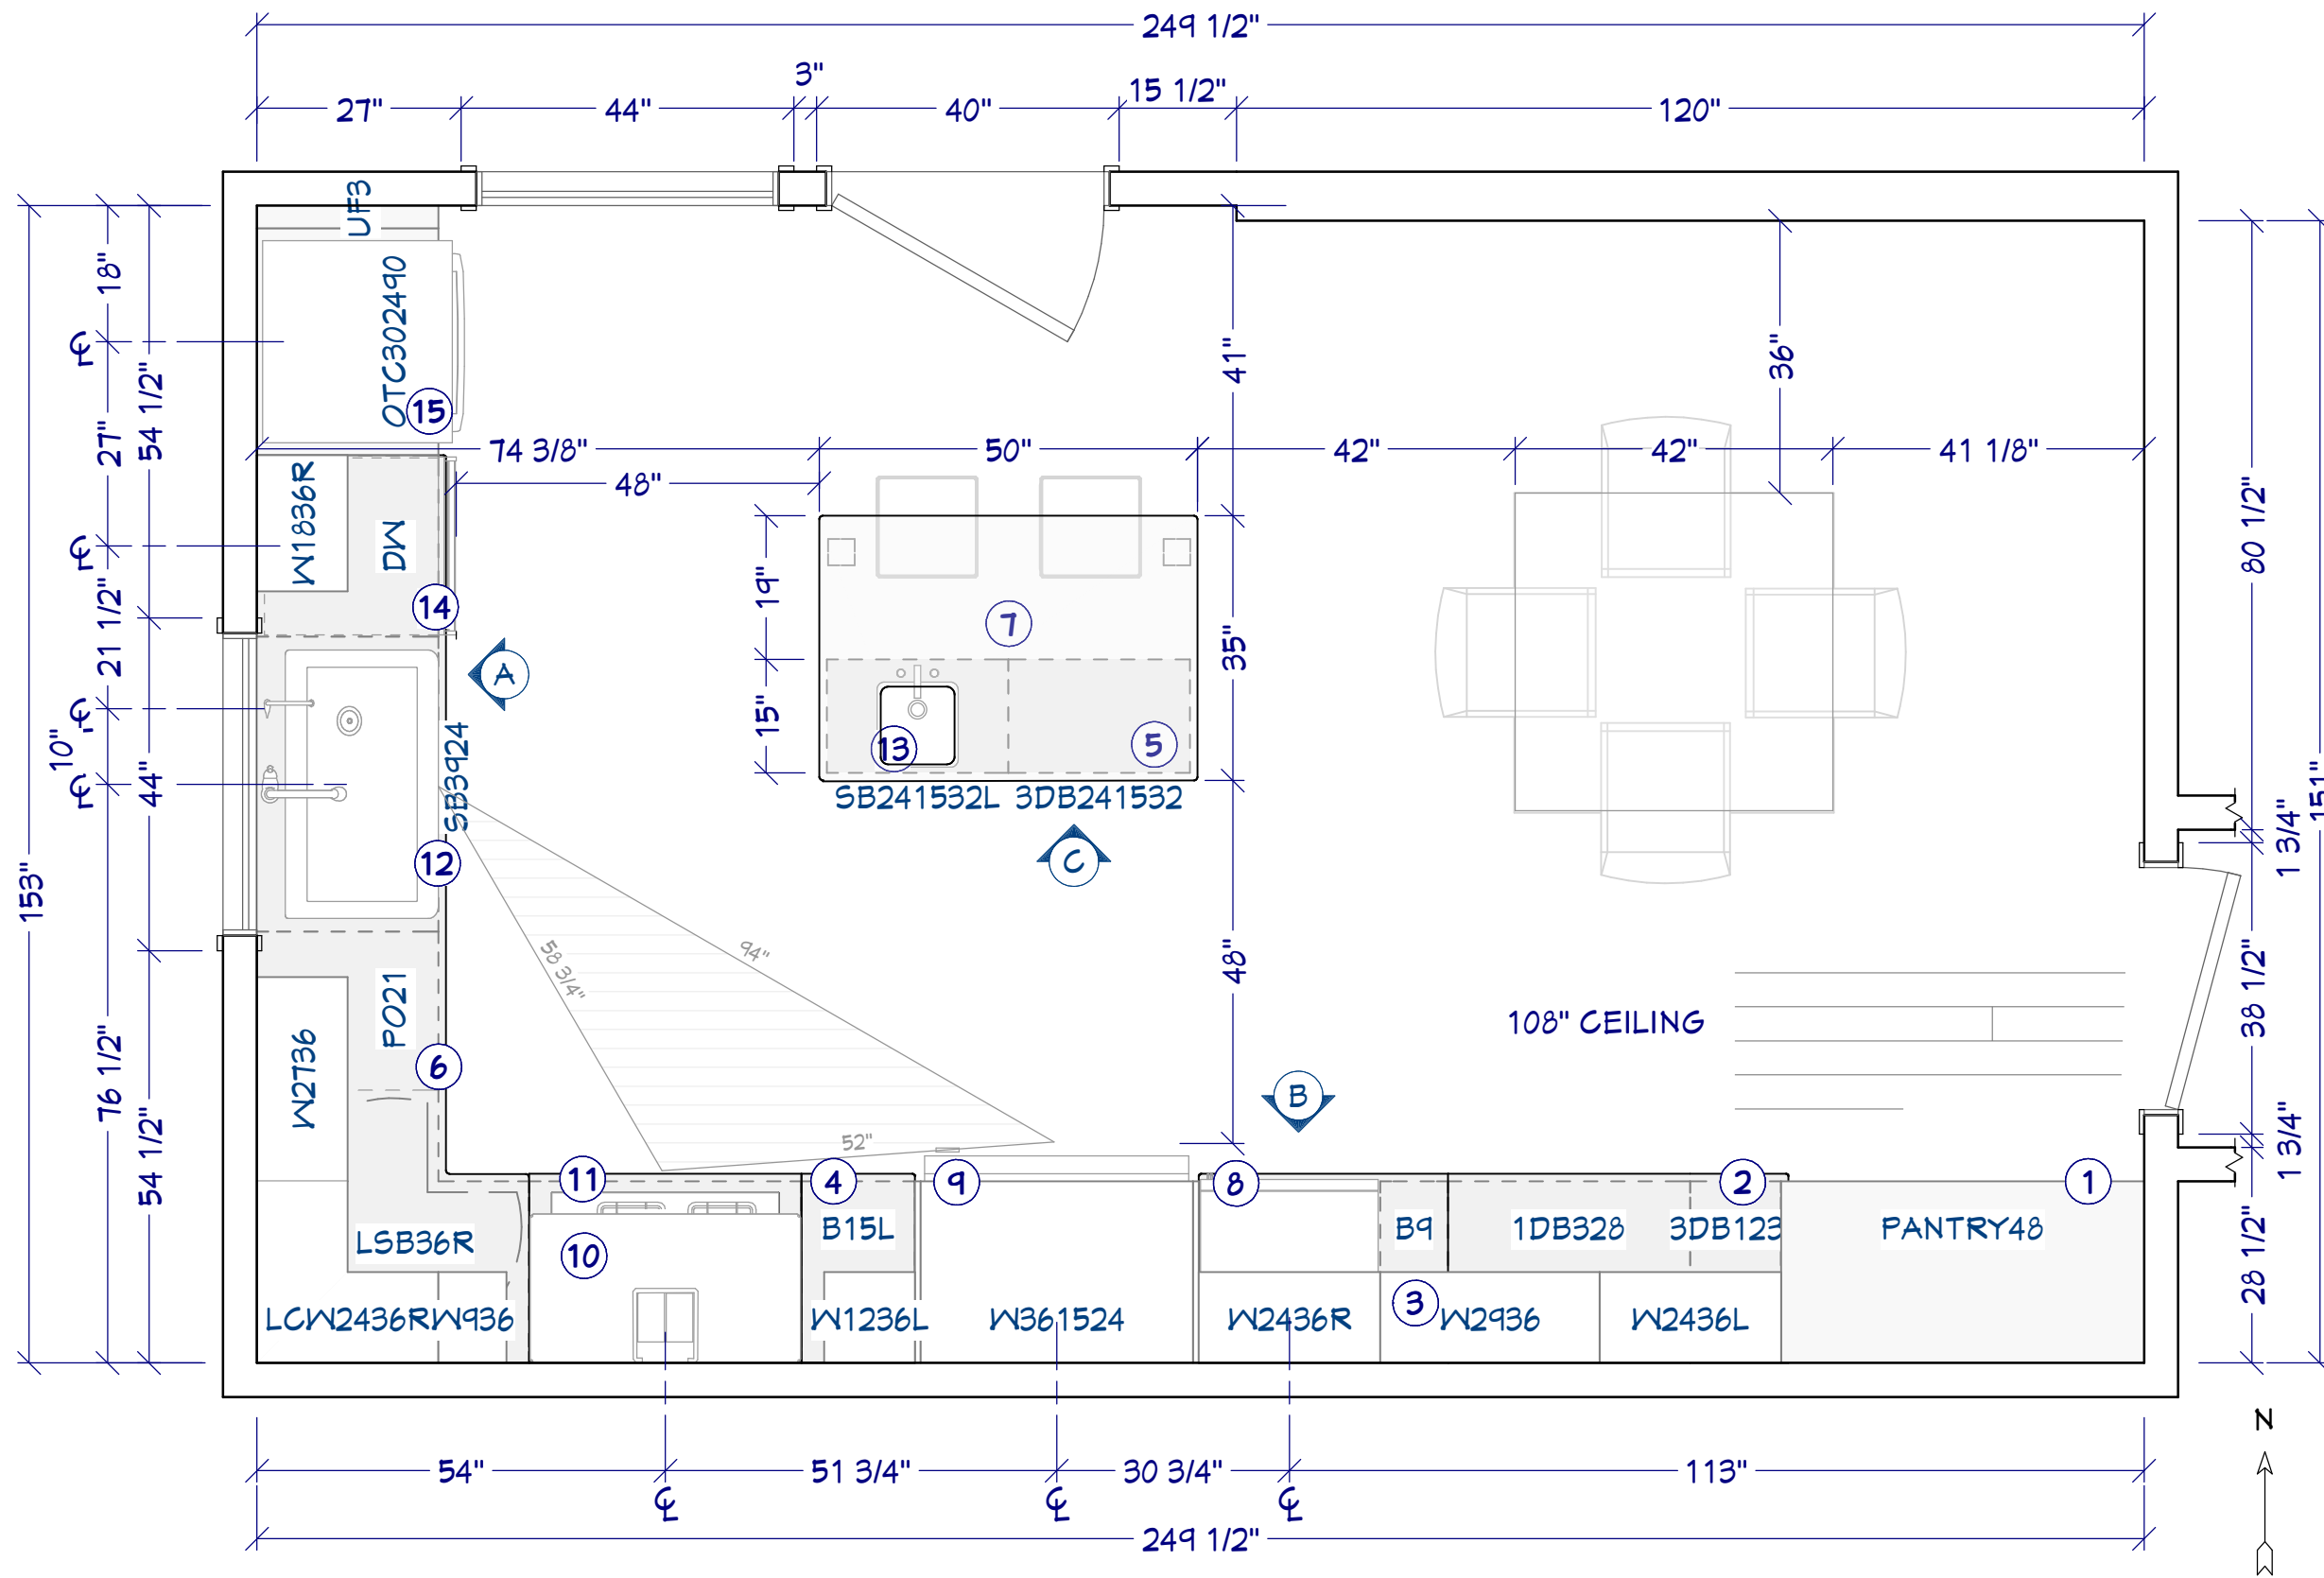 249 1/2"
3"
27"
44"
40"
15 1/2"
120"
UF3
18"
27"
21 1/2"
10"
76 1/2"
153"
54 1/2"
44"
54 1/2"
OTC302490
15
74 3/8"
50"
42"
42"
41 1/8"
48"
41"
36"
35"
48"
W1836R
DW
14
A
19"
15"
7
13
5
SB241532L
3DB241532
C
SB3924
12
PO21
W2736
6
58 3/4"
94"
52"
108" CEILING
B
80 1/2"
1 3/4"
38 1/2"
1 3/4"
28 1/2"
151"
11
4
9
8
2
1
LSB36R
10
B15L
B9
1DB328
3DB123
PANTRY48
3
LCW2436R
W936
W1236L
W361524
W2436R
W2936
W2436L
N
54"
51 3/4"
30 3/4"
113"
℄
℄
℄
℄
℄
℄
℄
249 1/2"